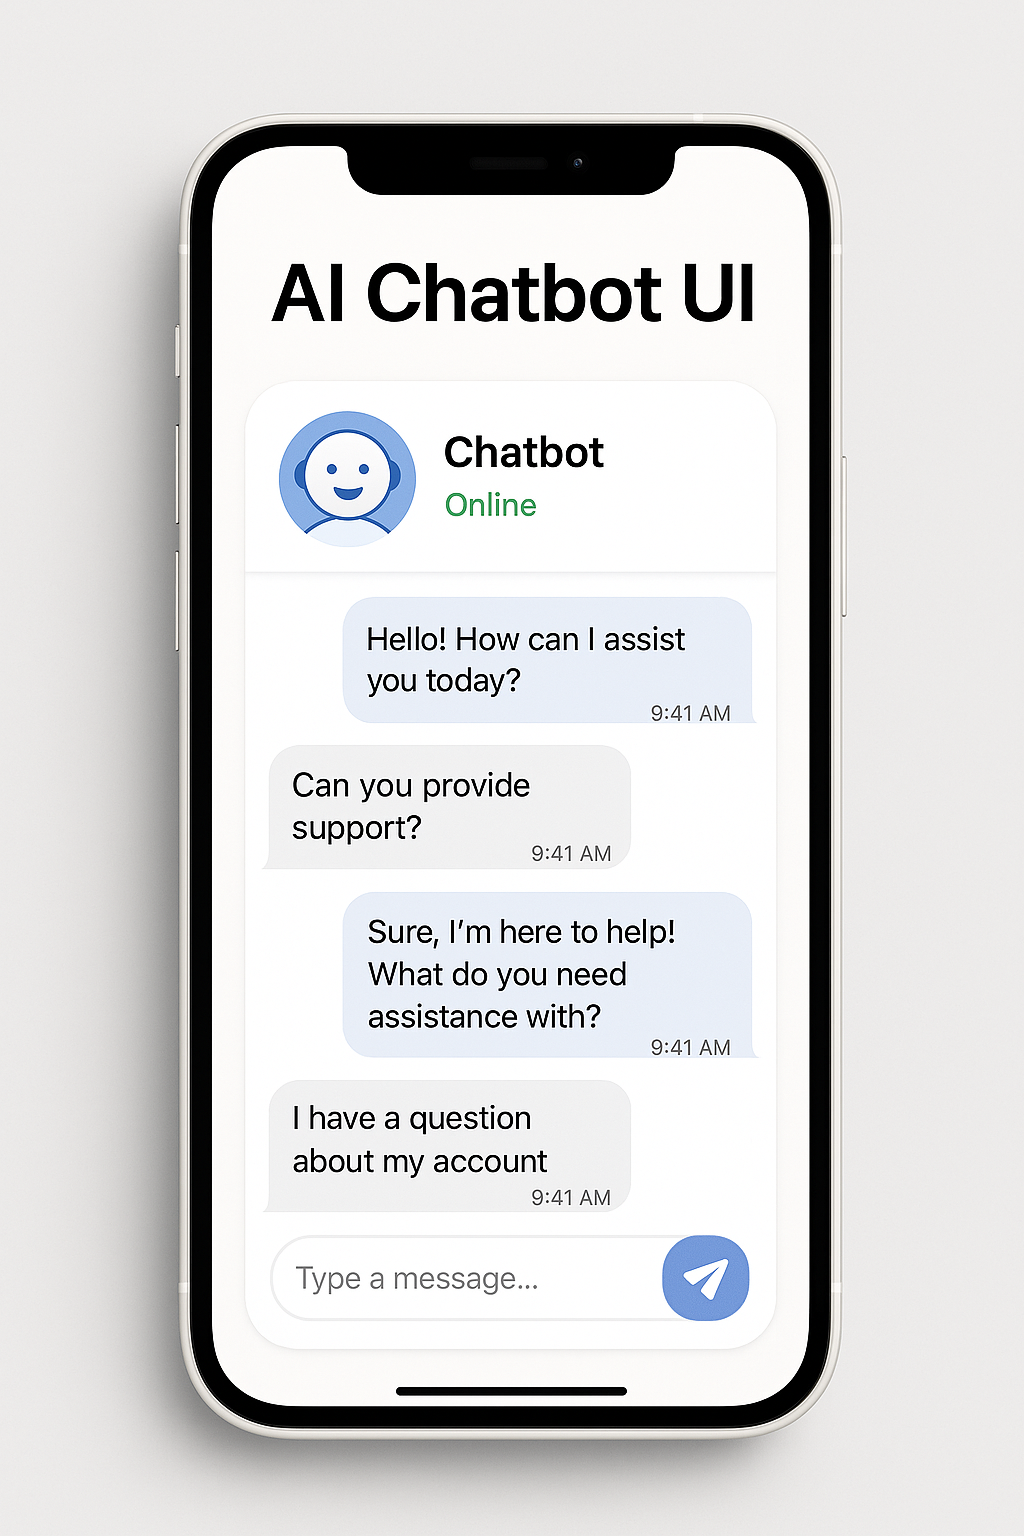 AI Chatbot UI
Chatbot
Online
Hello! How can I assist
you today?
9:41 AM
Can you provide
support?
9:41 AM
Sure, I’m here to help!
What do you need
assistance with?
9:41 AM
I have a question
about my account
9:41 AM
Type a message...